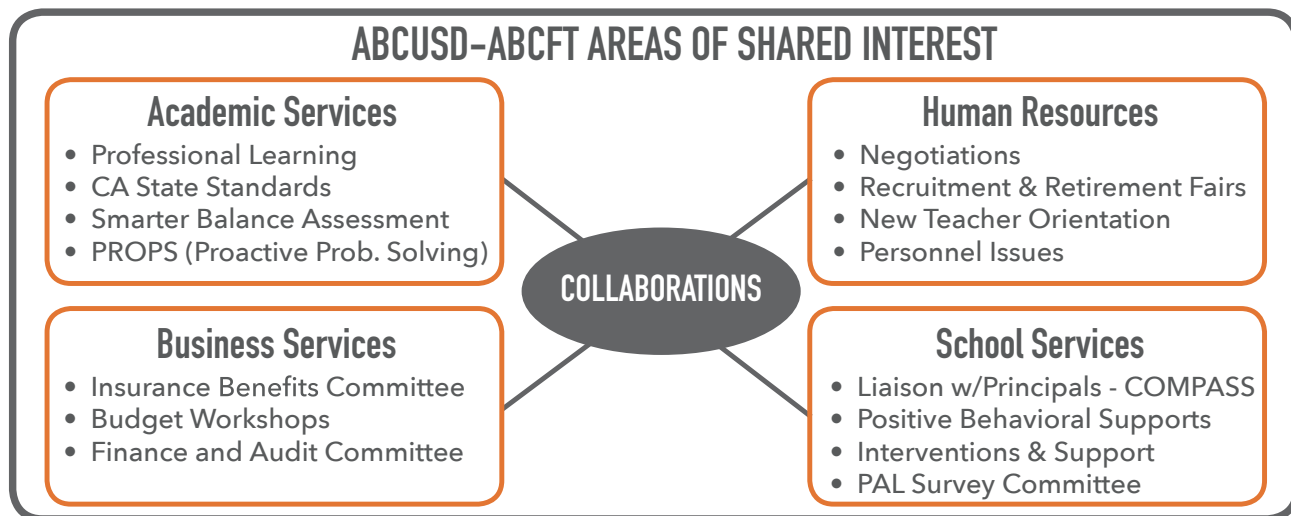 ABCUSD–ABCFT AREAS OF SHARED INTEREST
Academic Services
• Professional Learning
• CA State Standards
• Smarter Balance Assessment
• PROPS (Proactive Prob. Solving)
Human Resources
• Negotiations
• Recruitment & Retirement Fairs
• New Teacher Orientation
• Personnel Issues
COLLABORATIONS
Business Services
• Insurance Benefits Committee
• Budget Workshops
• Finance and Audit Committee
School Services
• Liaison w/Principals - COMPASS
• Positive Behavioral Supports
• Interventions & Support
• PAL Survey Committee